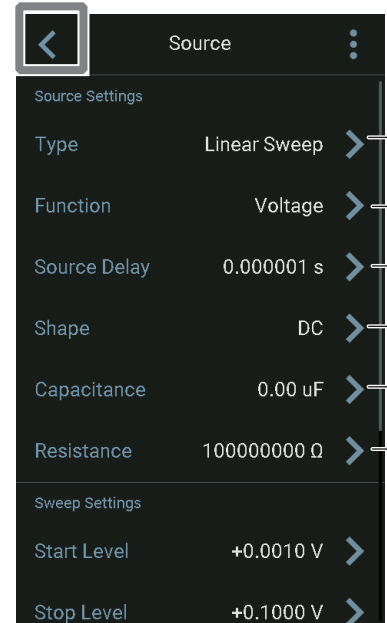 Source
Source Settings
Type Linear Sweep
Function Voltage
Source Delay 0.000001 s
Shape DC
Capacitance 0.00 uF
Resistance 100000000 Ω
Sweep Settings
Start Level +0.0010 V
Stop Level +0.1000 V